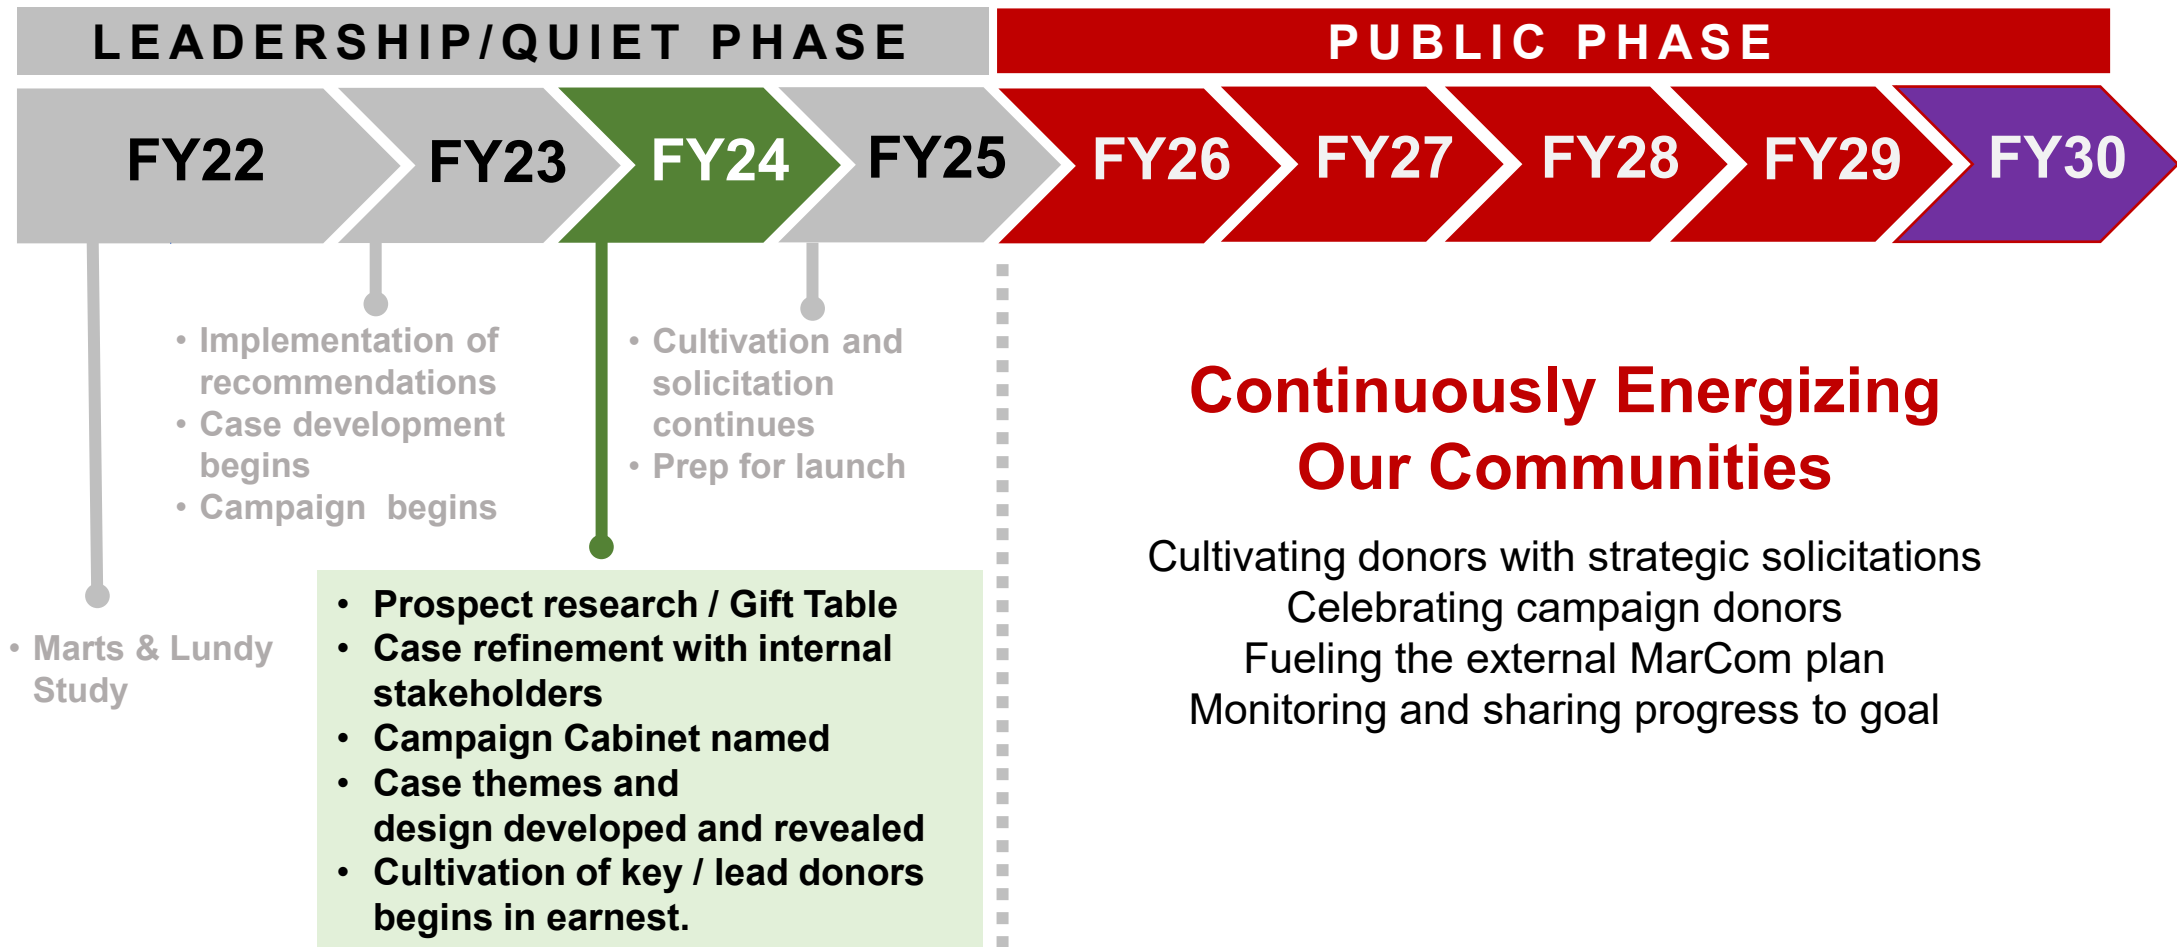 LEADERSHIP/QUIET PHASE
PUBLIC PHASE
FY22
FY23
FY24
FY25
FY26
FY27
FY28
FY29
FY30
• Marts & Lundy
Study
• Implementation of
recommendations
• Case development
begins
• Campaign begins
• Prospect research / Gift Table
• Case refinement with internal
stakeholders
• Campaign Cabinet named
• Case themes and
design developed and revealed
• Cultivation of key / lead donors
begins in earnest.
• Cultivation and
solicitation
continues
• Prep for launch
Continuously Energizing
Our Communities
Cultivating donors with strategic solicitations
Celebrating campaign donors
Fueling the external MarCom plan
Monitoring and sharing progress to goal